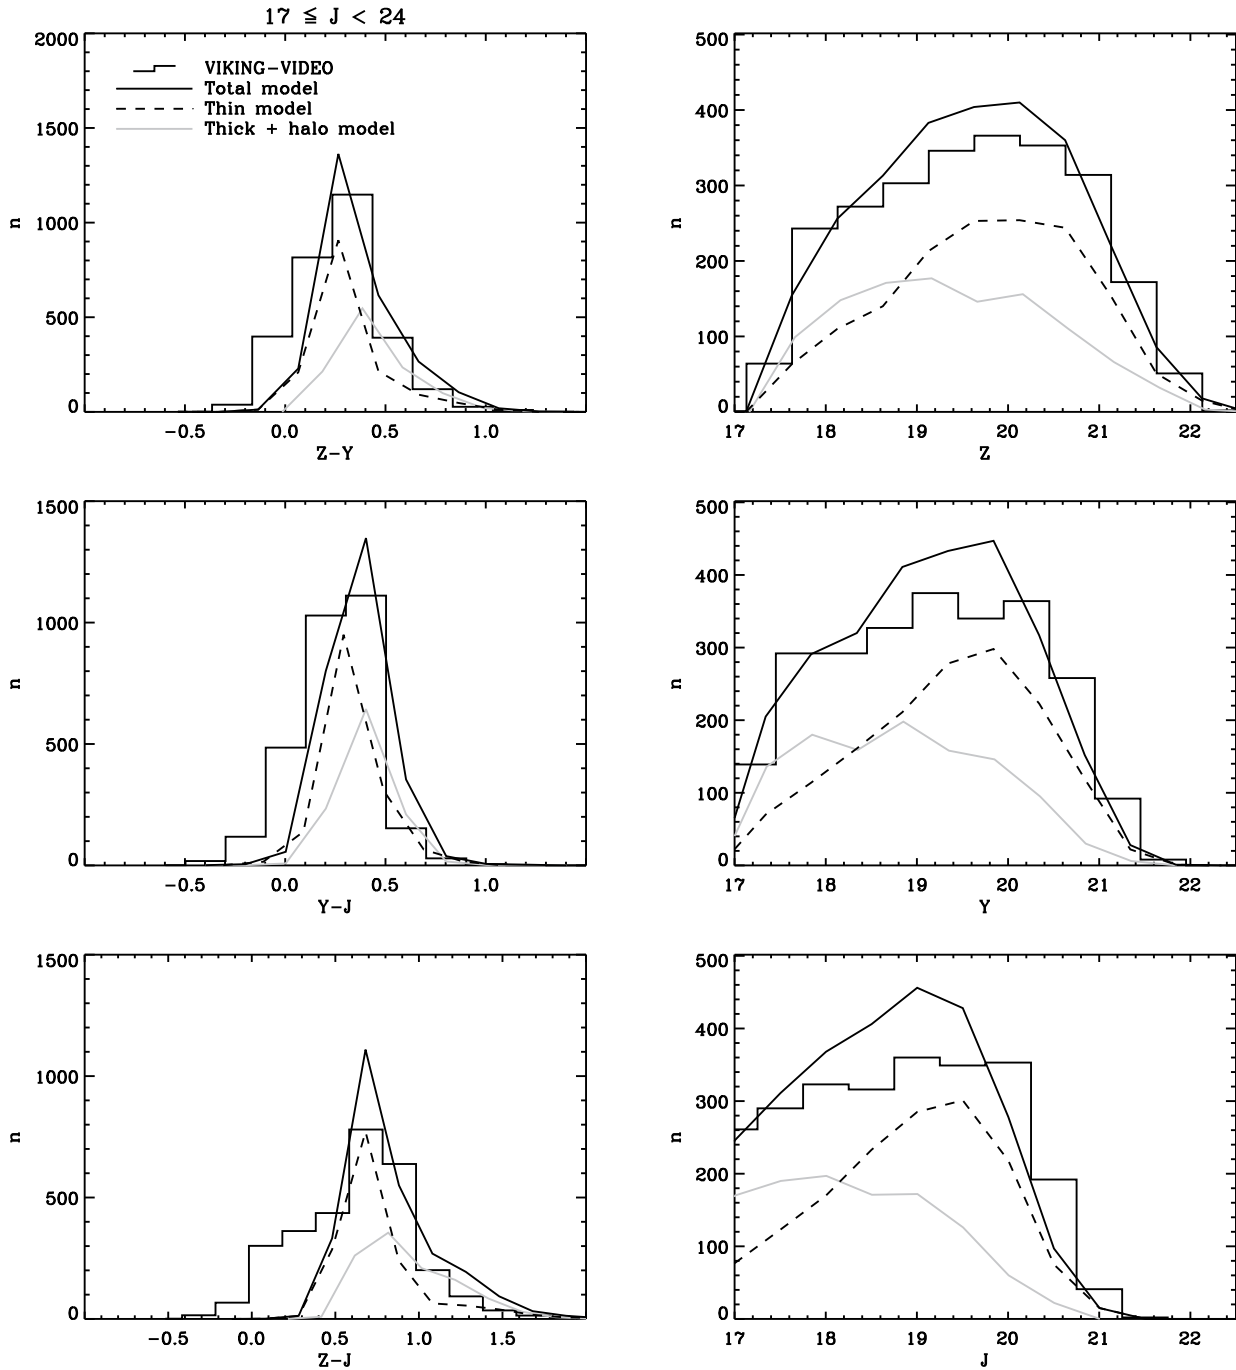 17 ≦ J < 24
VIKING-VIDEO
Total model
Thin model
Thick + halo model
2000
1500
1000
500
0
n
-0.5 0.0 0.5 1.0
Z-Y
500
400
300
200
100
0
n
17 18 19 20 21 22
Z
1500
1000
500
0
n
-0.5 0.0 0.5 1.0
Y-J
500
400
300
200
100
0
n
17 18 19 20 21 22
Y
1500
1000
500
0
n
-0.5 0.0 0.5 1.0 1.5
Z-J
500
400
300
200
100
0
n
17 18 19 20 21 22
J